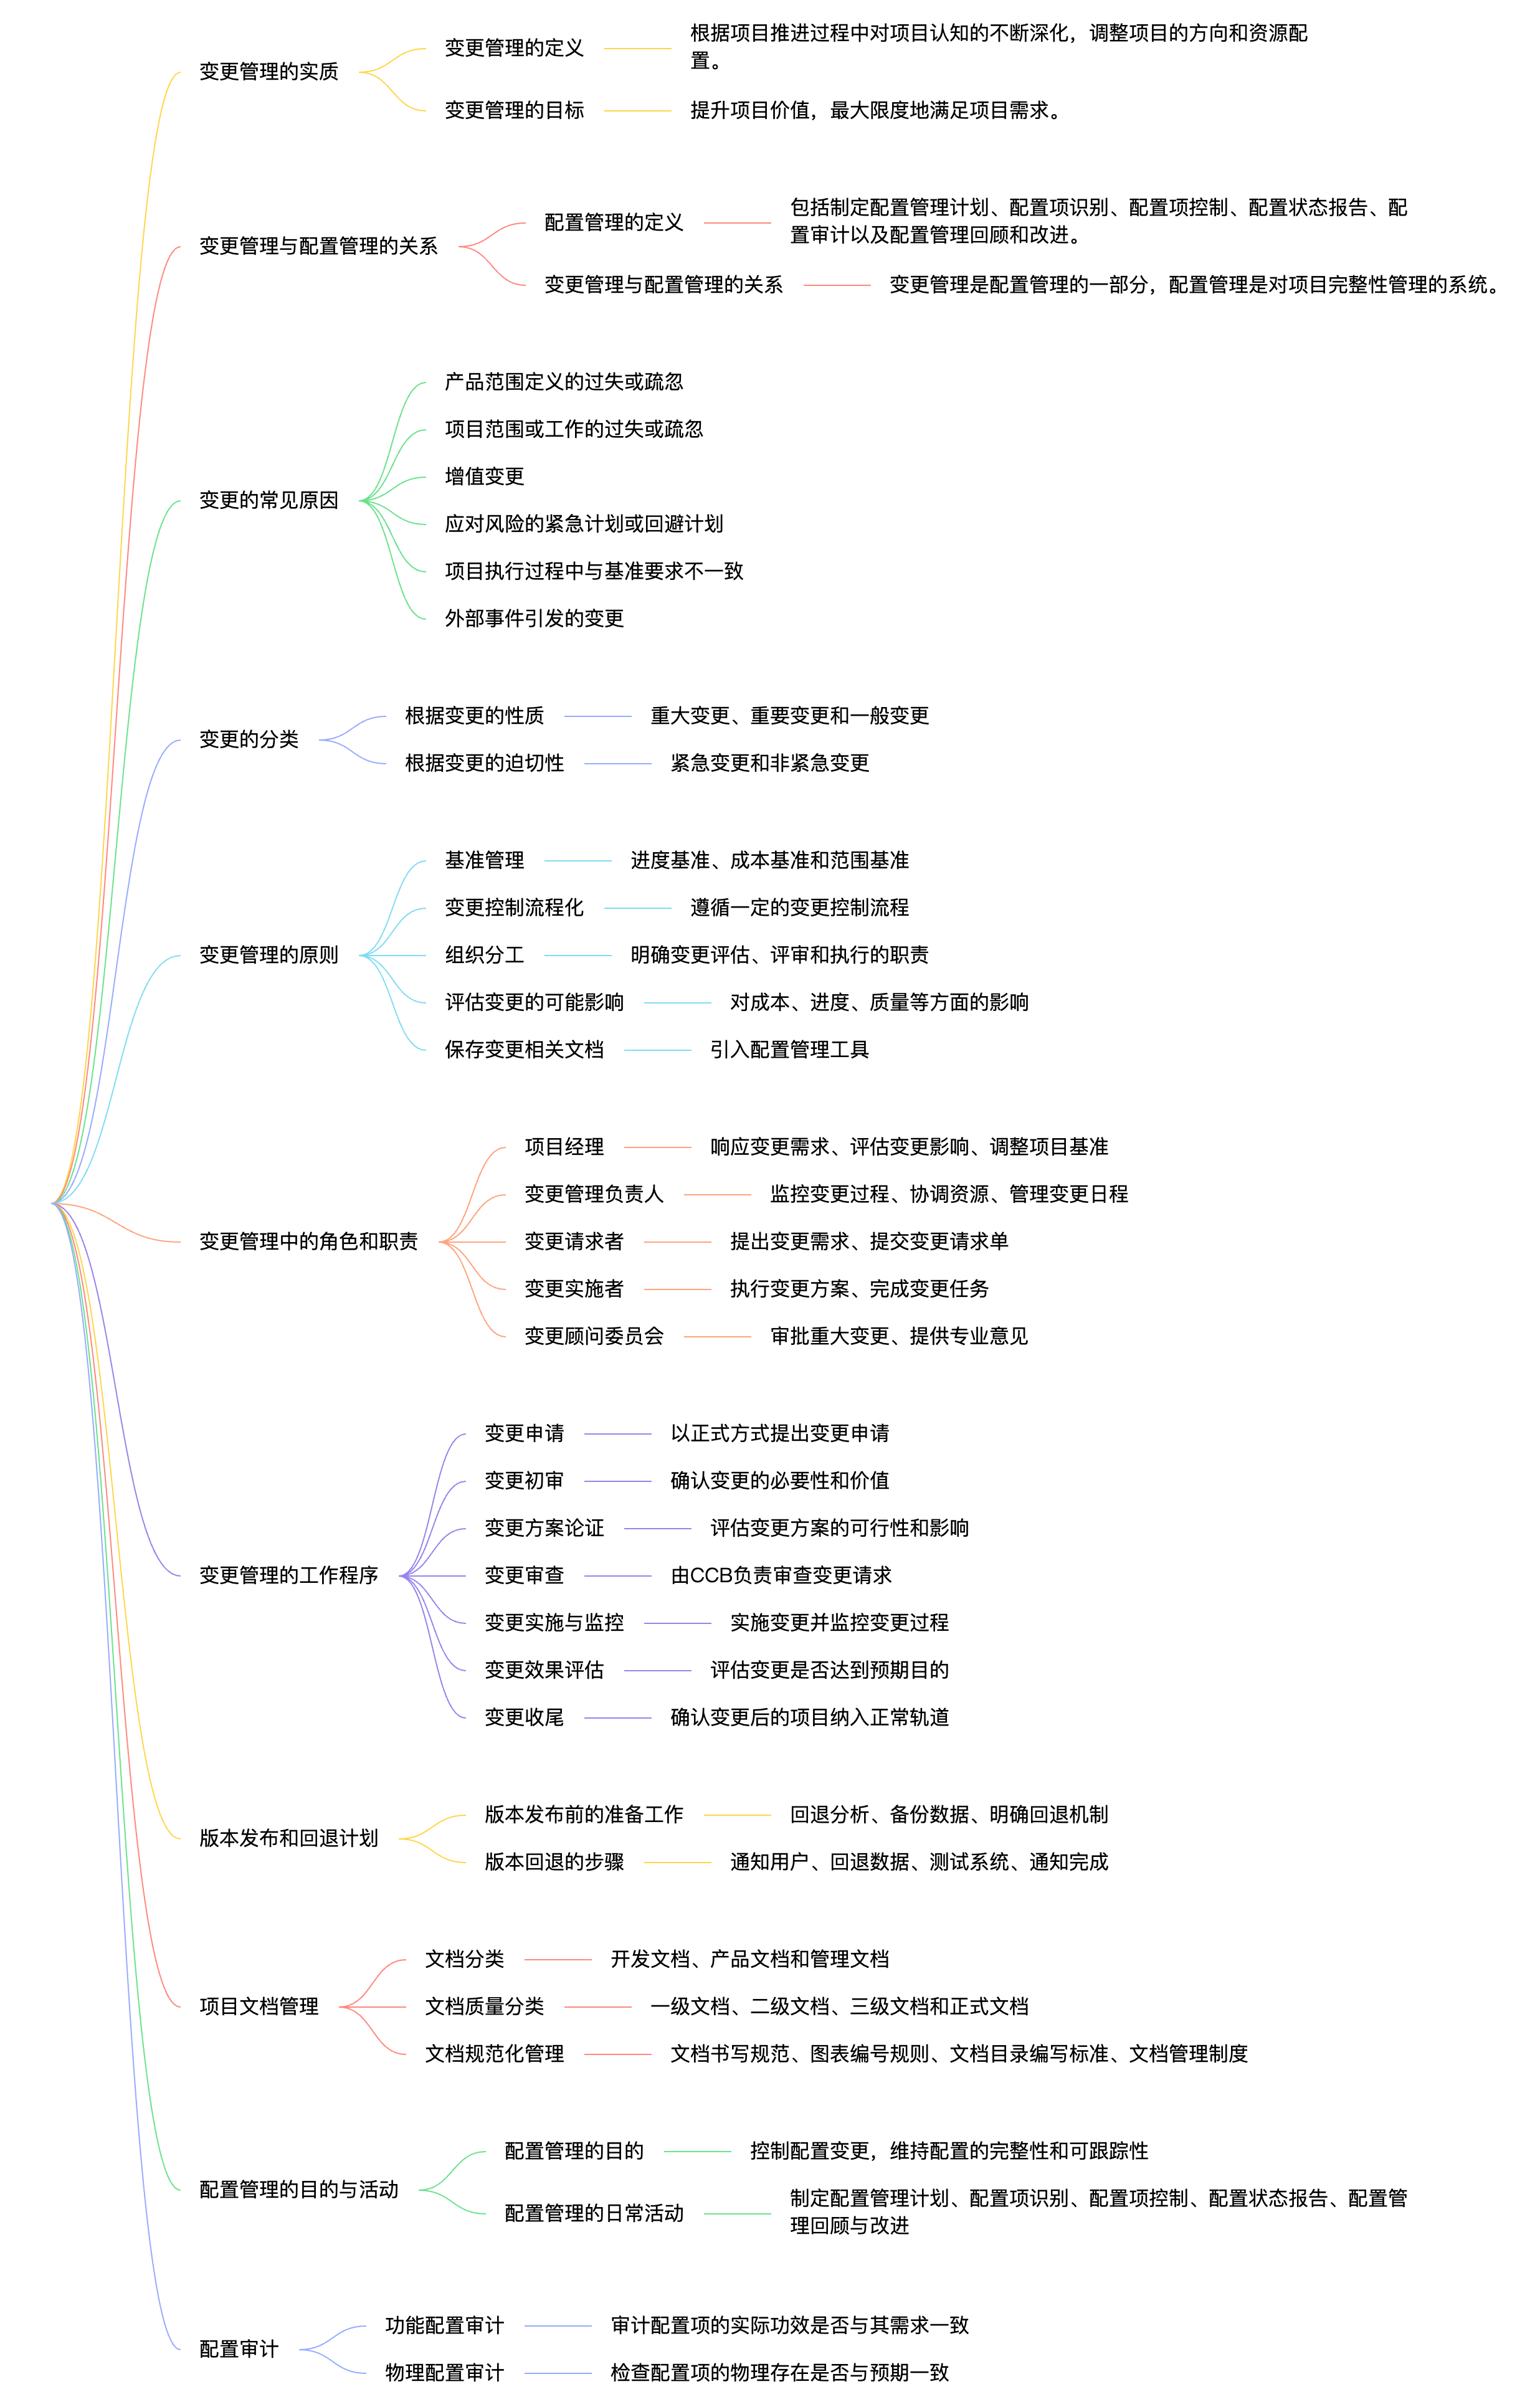 变更管理的实质
变更管理的定义
根据项目推进过程中对项目认知的不断深化，调整项目的方向和资源配
置。
变更管理的目标
提升项目价值，最大限度地满足项目需求。
变更管理与配置管理的关系
配置管理的定义
包括制定配置管理计划、配置项识别、配置项控制、配置状态报告、配
置审计以及配置管理回顾和改进。
变更管理与配置管理的关系
变更管理是配置管理的一部分，配置管理是对项目完整性管理的系统。
变更的常见原因
产品范围定义的过失或疏忽
项目范围或工作的过失或疏忽
增值变更
应对风险的紧急计划或回避计划
项目执行过程中与基准要求不一致
外部事件引发的变更
变更的分类
根据变更的性质
重大变更、重要变更和一般变更
根据变更的迫切性
紧急变更和非紧急变更
变更管理的原则
基准管理
进度基准、成本基准和范围基准
变更控制流程化
遵循一定的变更控制流程
组织分工
明确变更评估、评审和执行的职责
评估变更的可能影响
对成本、进度、质量等方面的影响
保存变更相关文档
引入配置管理工具
变更管理中的角色和职责
项目经理
响应变更需求、评估变更影响、调整项目基准
变更管理负责人
监控变更过程、协调资源、管理变更日程
变更请求者
提出变更需求、提交变更请求单
变更实施者
执行变更方案、完成变更任务
变更顾问委员会
审批重大变更、提供专业意见
变更管理的工作程序
变更申请
以正式方式提出变更申请
变更初审
确认变更的必要性和价值
变更方案论证
评估变更方案的可行性和影响
变更审查
由CCB负责审查变更请求
变更实施与监控
实施变更并监控变更过程
变更效果评估
评估变更是否达到预期目的
变更收尾
确认变更后的项目纳入正常轨道
版本发布和回退计划
版本发布前的准备工作
回退分析、备份数据、明确回退机制
版本回退的步骤
通知用户、回退数据、测试系统、通知完成
项目文档管理
文档分类
开发文档、产品文档和管理文档
文档质量分类
一级文档、二级文档、三级文档和正式文档
文档规范化管理
文档书写规范、图表编号规则、文档目录编写标准、文档管理制度
配置管理的目的与活动
配置管理的目的
控制配置变更，维持配置的完整性和可跟踪性
配置管理的日常活动
制定配置管理计划、配置项识别、配置项控制、配置状态报告、配置管
理回顾与改进
配置审计
功能配置审计
审计配置项的实际功效是否与其需求一致
物理配置审计
检查配置项的物理存在是否与预期一致